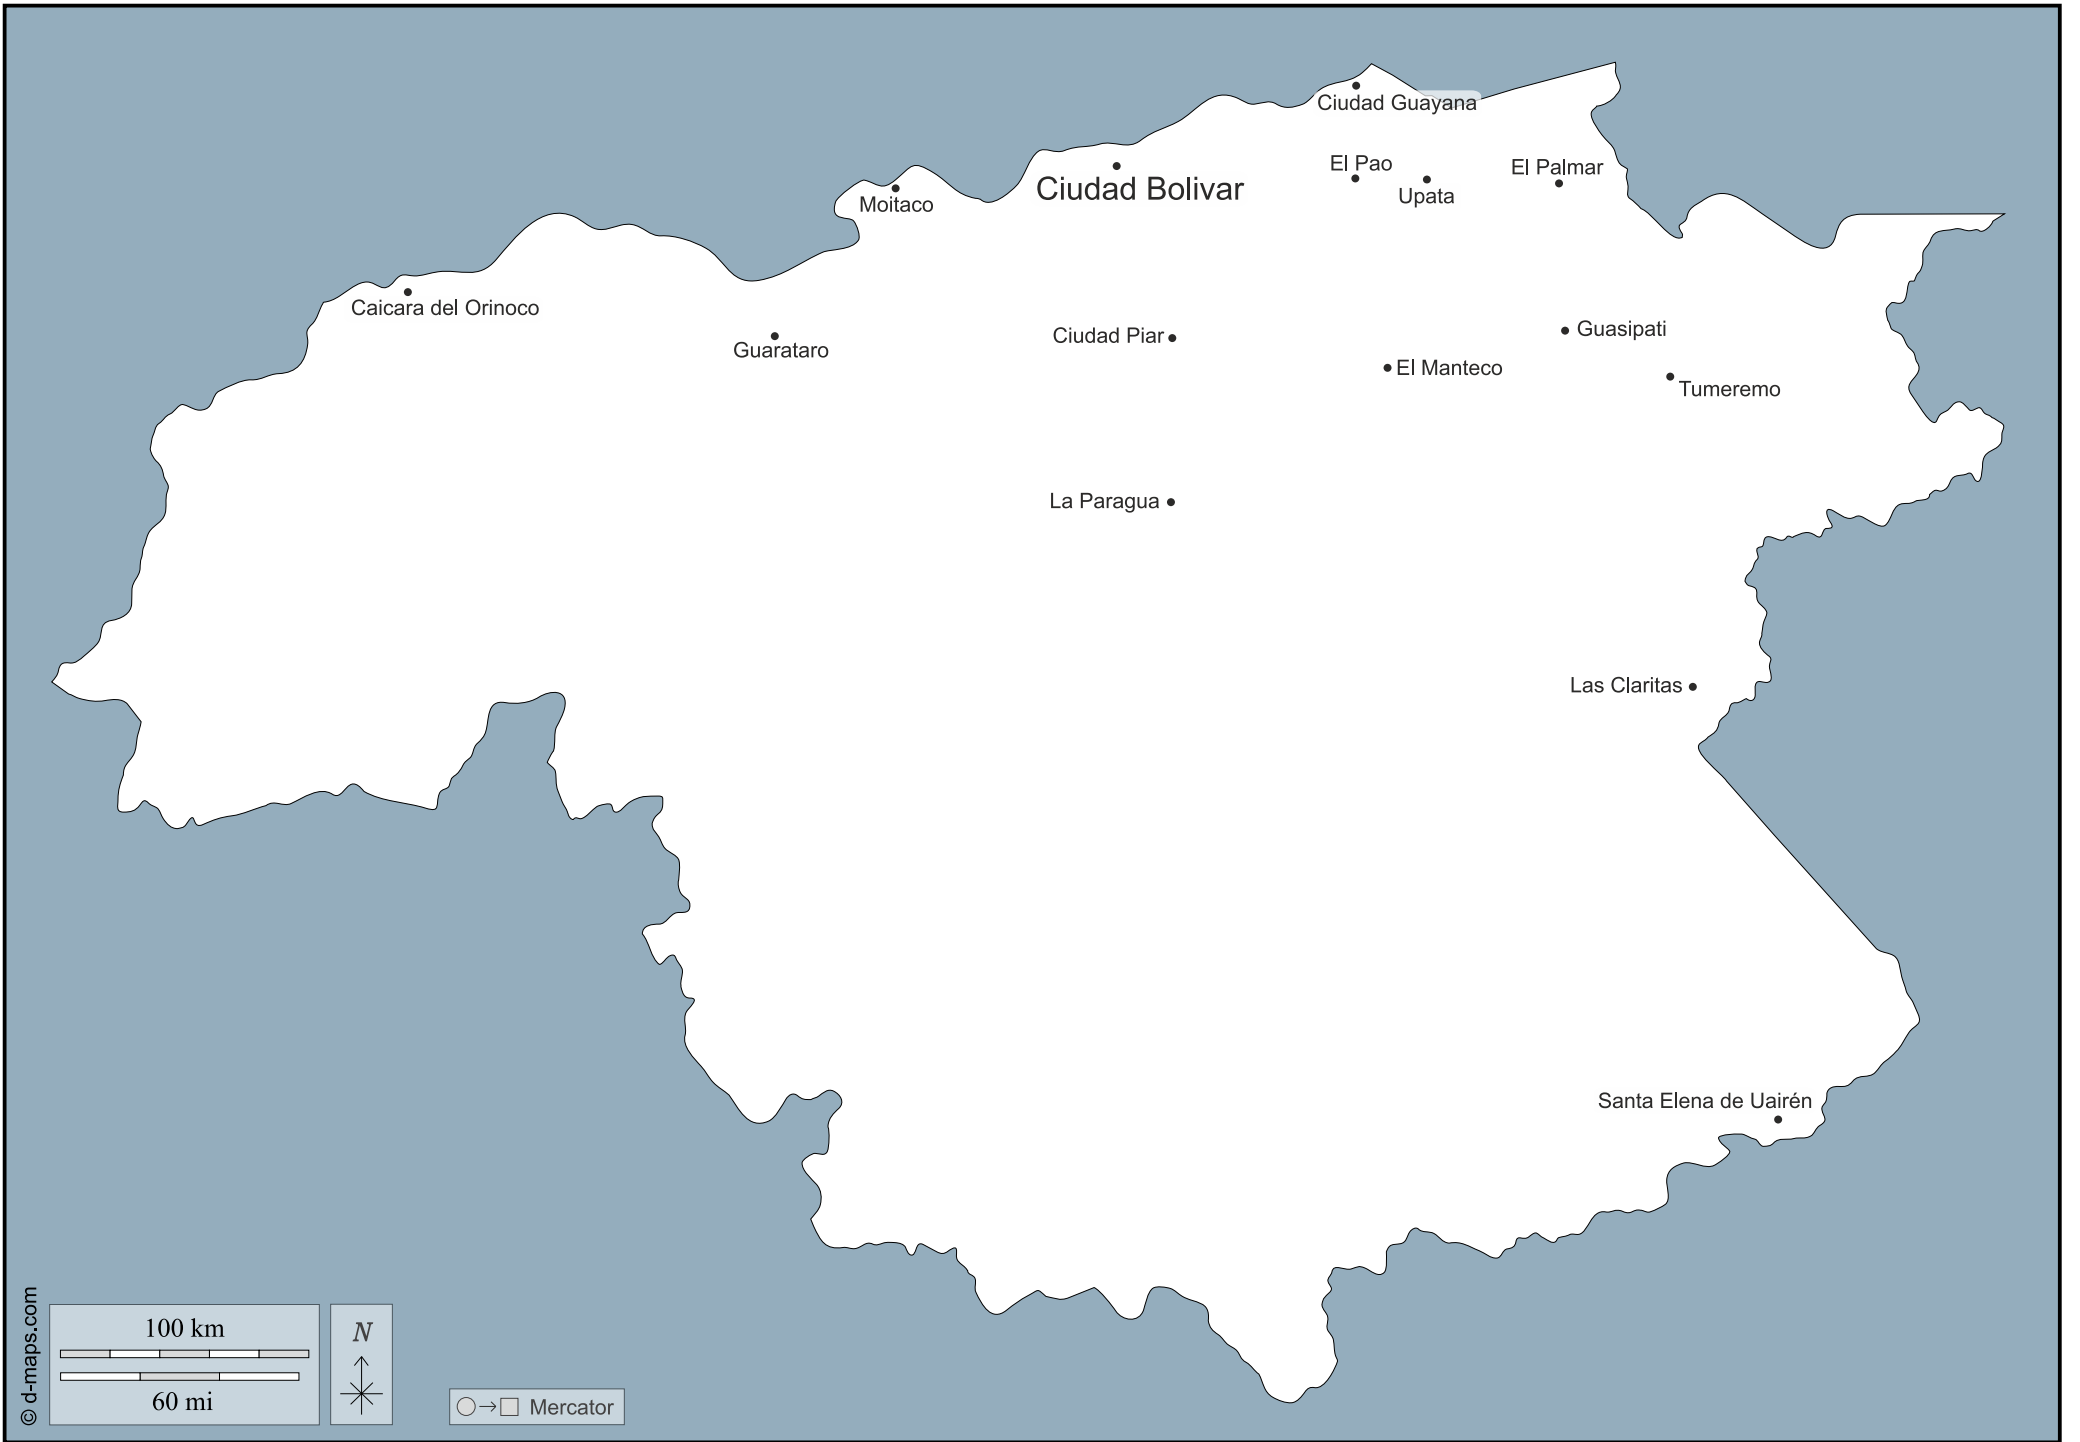 Ciudad Guayana
El Pao
El Palmar
Upata
Ciudad Bolivar
Moitaco
Caicara del Orinoco
Guarataro
Ciudad Piar
Guasipati
El Manteco
Tumeremo
La Paragua
Las Claritas
Santa Elena de Uairén
© d-maps.com
100 km
60 mi
N
Mercator